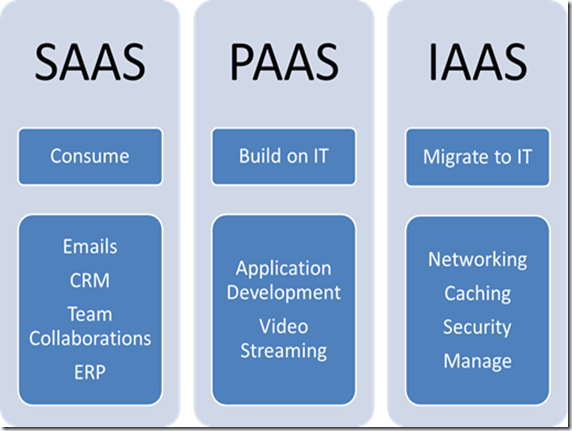 SAAS
Consume
Emails
CRM
Team
Collaborations
ERP
PAAS
Build on IT
Application
Development
Video
Streaming
IAAS
Migrate to IT
Networking
Caching
Security
Manage